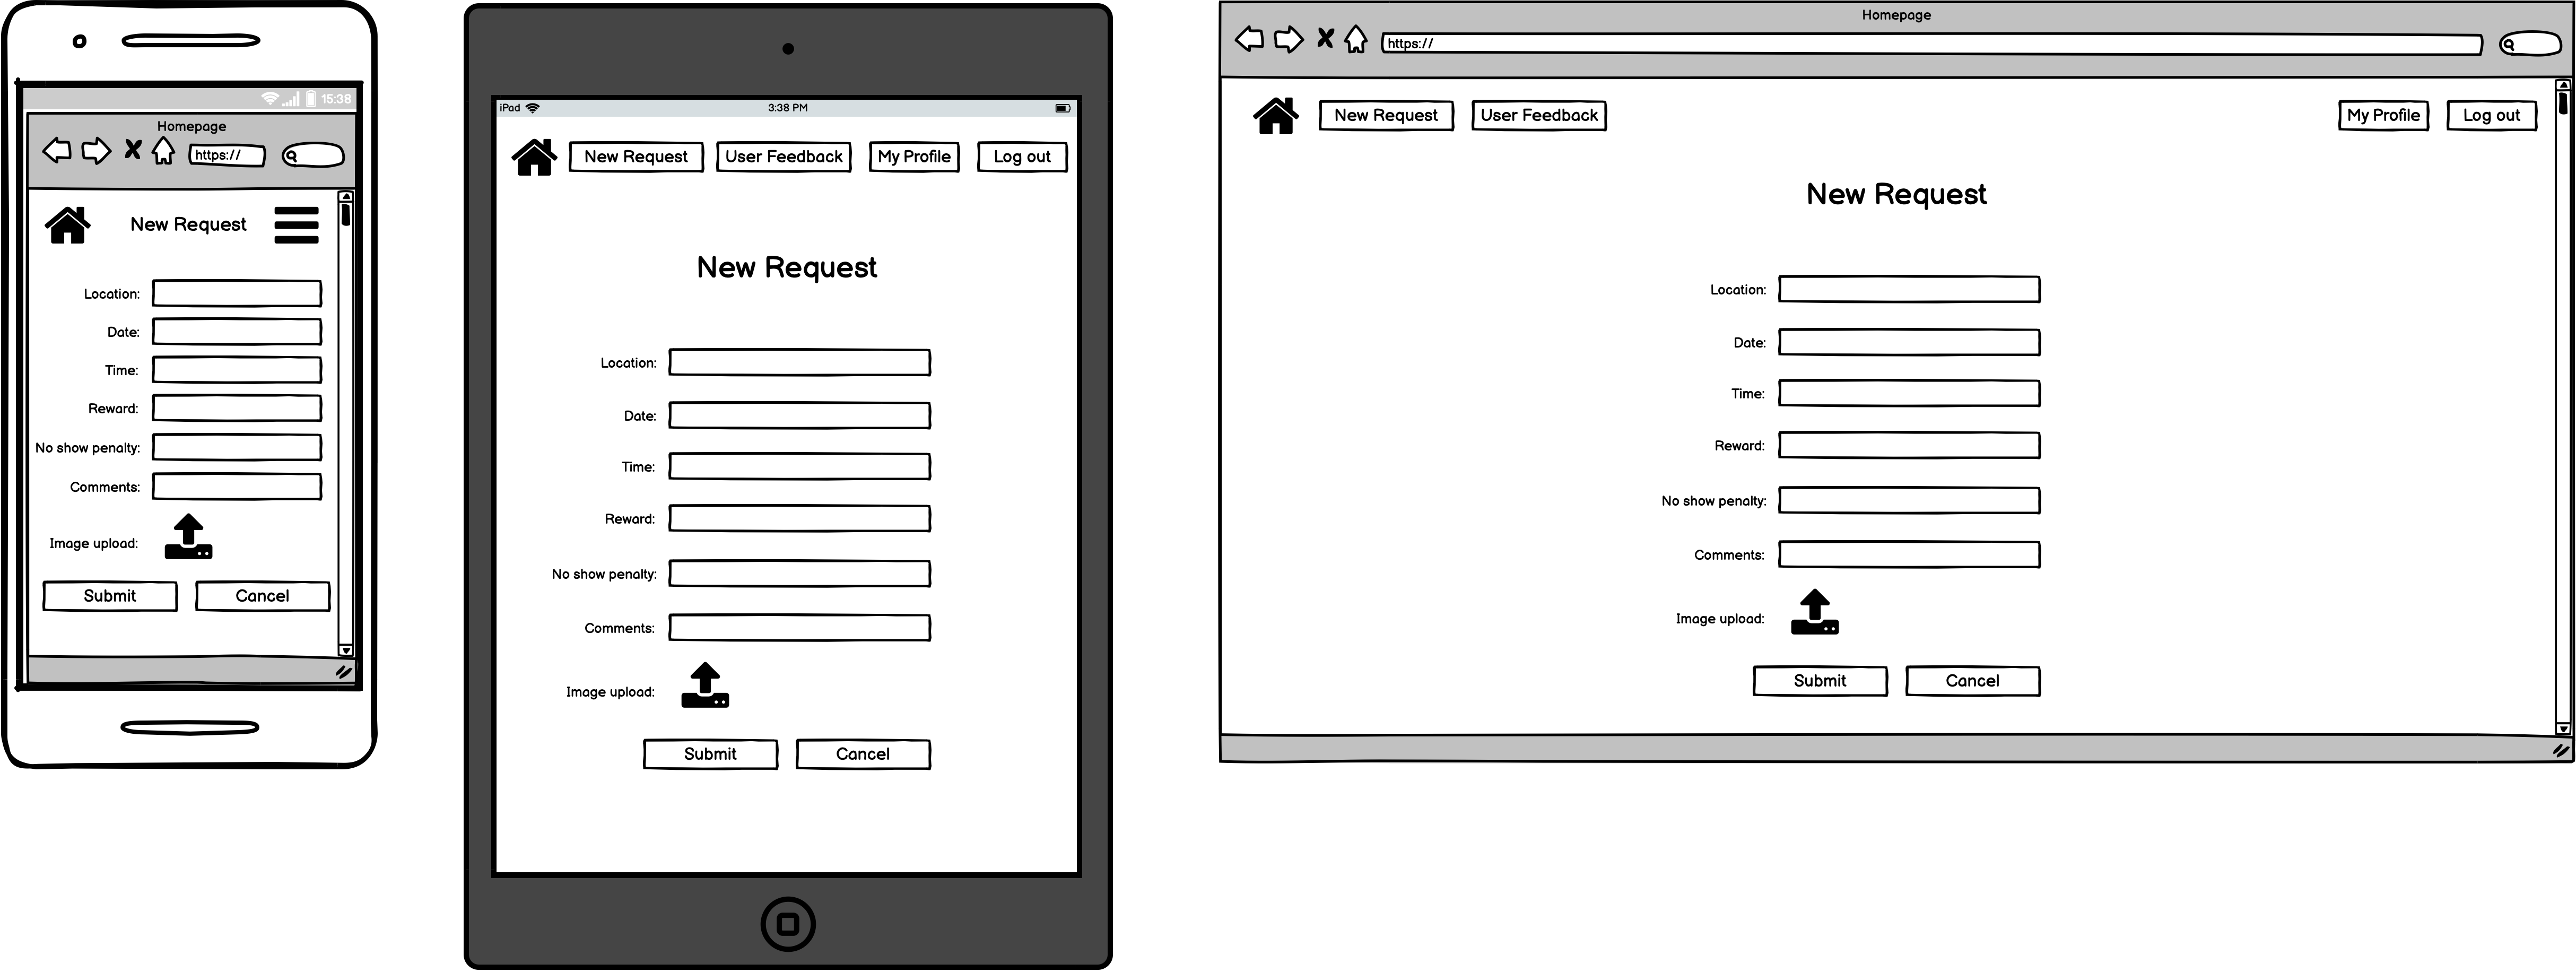 15:38
Homepage
https://
New Request
Location:
Date:
Time:
Reward:
No show penalty:
Comments:
Image upload:
Submit Cancel
iPad 3:38 PM
New Request User Feedback My Profile Log out
New Request
Location:
Date:
Time:
Reward:
No show penalty:
Comments:
Image upload:
Submit Cancel
Homepage
https://
New Request User Feedback My Profile Log out
New Request
Location:
Date:
Time:
Reward:
No show penalty:
Comments:
Image upload:
Submit Cancel